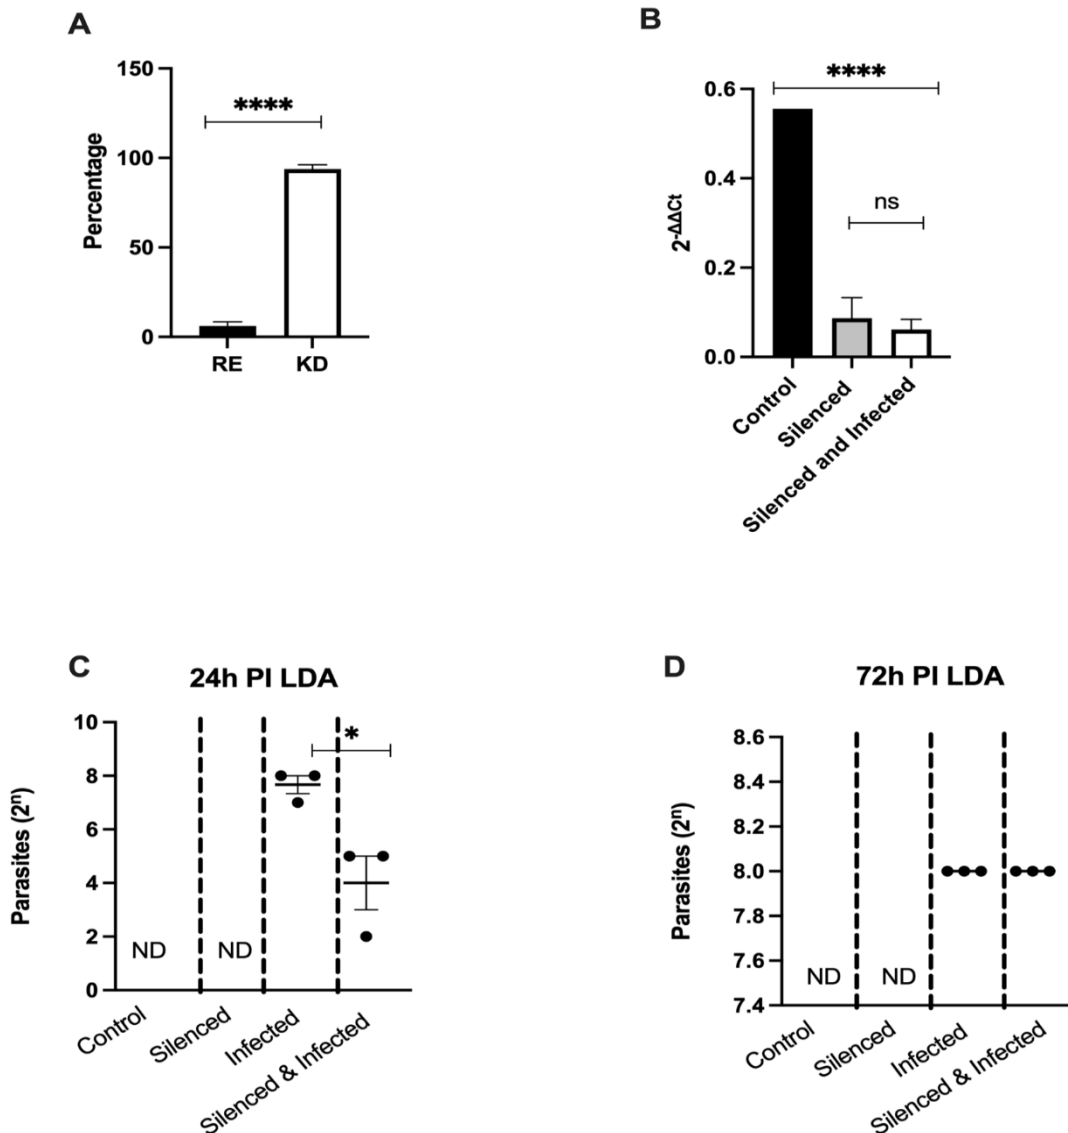 A
150
100
50
0
Percentage
****
RE
KD
B
0.6
0.4
0.2
0.0
2^-ΔΔCt
****
ns
Control
Silenced
Silenced and Infected
C
24h PI LDA
10
8
6
4
2
0
Parasites (2ⁿ)
*
ND
ND
Control
Silenced
Infected
Silenced & Infected
D
72h PI LDA
8.6
8.4
8.2
8.0
7.8
7.6
7.4
Parasites (2ⁿ)
ND
ND
Control
Silenced
Infected
Silenced & Infected